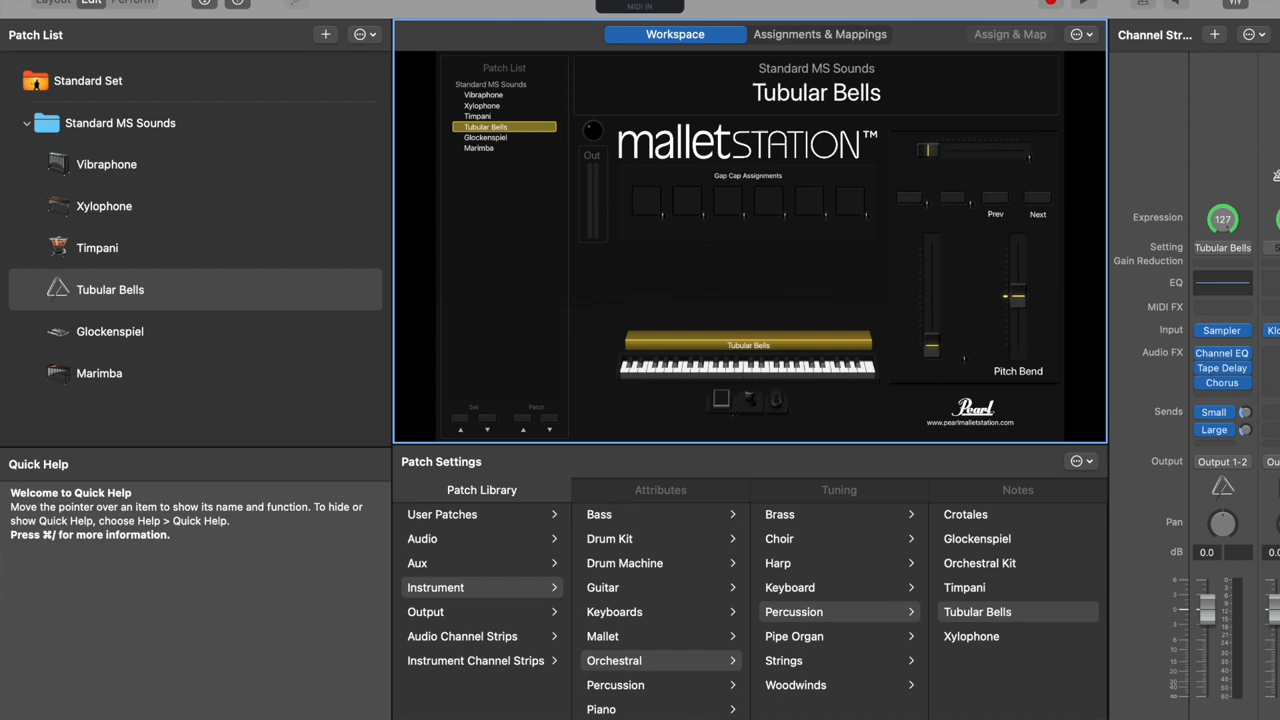 Layout Edit Perform
MIDI IN
Patch List
Standard Set
Standard MS Sounds
Vibraphone
Xylophone
Timpani
Tubular Bells
Glockenspiel
Marimba
Quick Help
Welcome to Quick Help
Move the pointer over an item to show its name and function. To hide or
show Quick Help, choose Help > Quick Help.
Press ⌘/ for more information.
Workspace
Assignments & Mappings
Assign & Map
Patch List
Standard MS Sounds
Vibraphone
Xylophone
Timpani
Tubular Bells
Glockenspiel
Marimba
Set
Patch
Standard MS Sounds
Tubular Bells
Out
malletSTATION™
Gap Cap Assignments
Prev
Next
Tubular Bells
Pitch Bend
Pearl
www.pearlmalletstation.com
Patch Settings
Patch Library
Attributes
Tuning
Notes
User Patches
Audio
Aux
Instrument
Output
Audio Channel Strips
Instrument Channel Strips
Bass
Drum Kit
Drum Machine
Guitar
Keyboards
Mallet
Orchestral
Percussion
Piano
Brass
Choir
Harp
Keyboard
Percussion
Pipe Organ
Strings
Woodwinds
Crotales
Glockenspiel
Orchestral Kit
Timpani
Tubular Bells
Xylophone
Channel Str...
Expression
127
Setting
Tubular Bells
Gain Reduction
EQ
MIDI FX
Input
Sampler
Audio FX
Channel EQ
Tape Delay
Chorus
Sends
Small
Large
Output
Output 1-2
Pan
dB
0.0